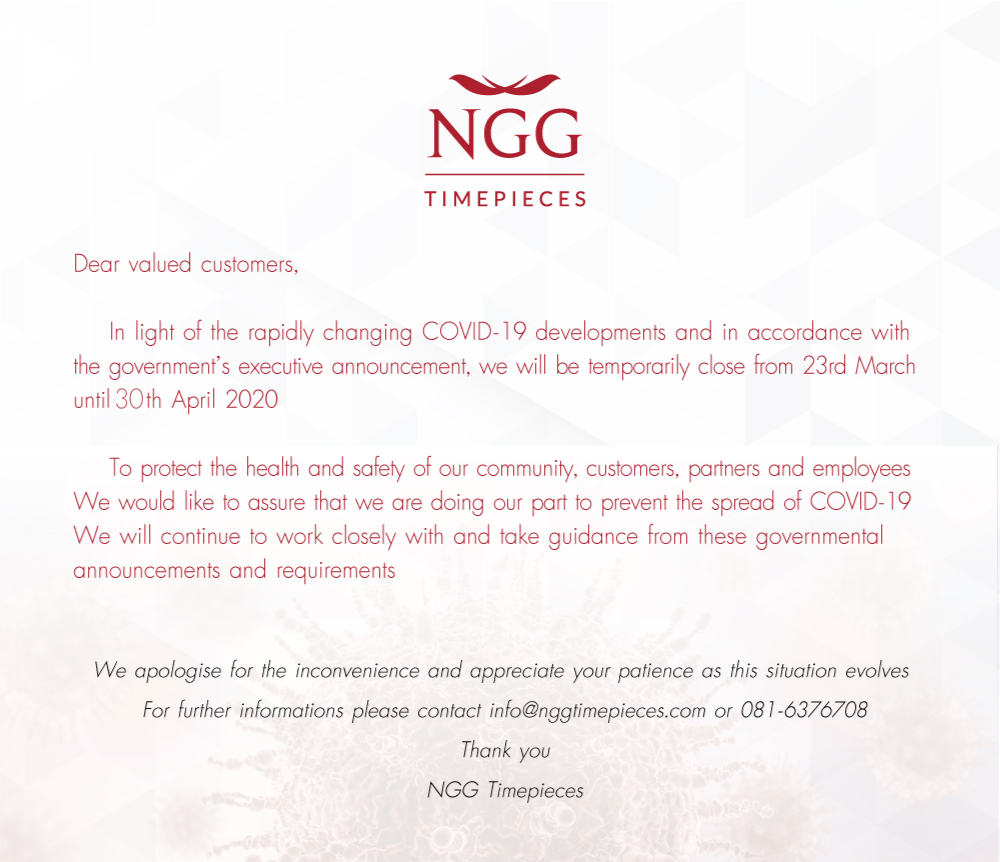 NGG
TIMEPIECES
Dear valued customers,
In light of the rapidly changing COVID-19 developments and in accordance with
the government's executive announcement, we will be temporarily close from 23rd March
until 30th April 2020
To protect the health and safety of our community, customers, partners and employees
We would like to assure that we are doing our part to prevent the spread of COVID-19
We will continue to work closely with and take guidance from these governmental
announcements and requirements
We apologise for the inconvenience and appreciate your patience as this situation evolves
For further informations please contact info@nggtimepieces.com or 081-6376708
Thank you
NGG Timepieces